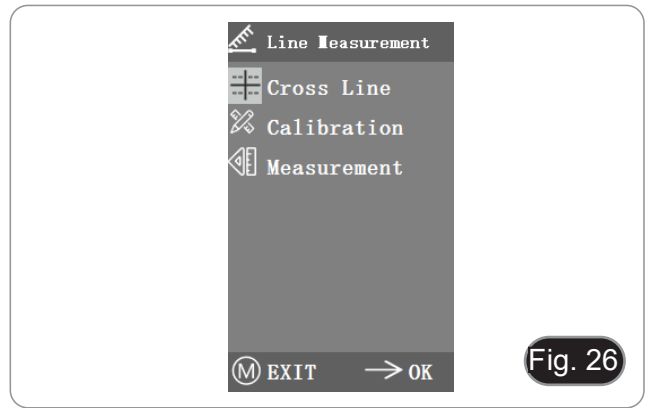 Line Measurement
Cross Line
Calibration
Measurement
M EXIT → OK
Fig. 26